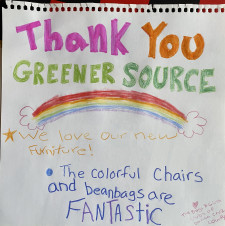 Thank You
GREENER SOURCE
We love our new
Furniture!
• The colorful Chairs
and beanbags are
FANTASTIC